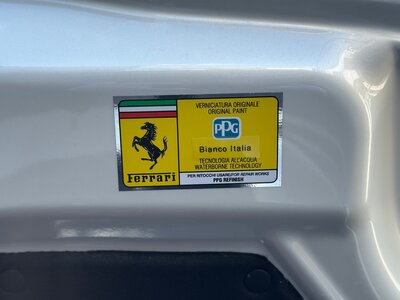 VERNICIATURA ORIGINALE
ORIGINAL PAINT
PPG
Bianco Italia
TECNOLOGIA ALL'ACQUA
WATERBORNE TECHNOLOGY
PER RITOCCHI USARE/FOR REPAIR WORKS
PPG REFINISH
Ferrari